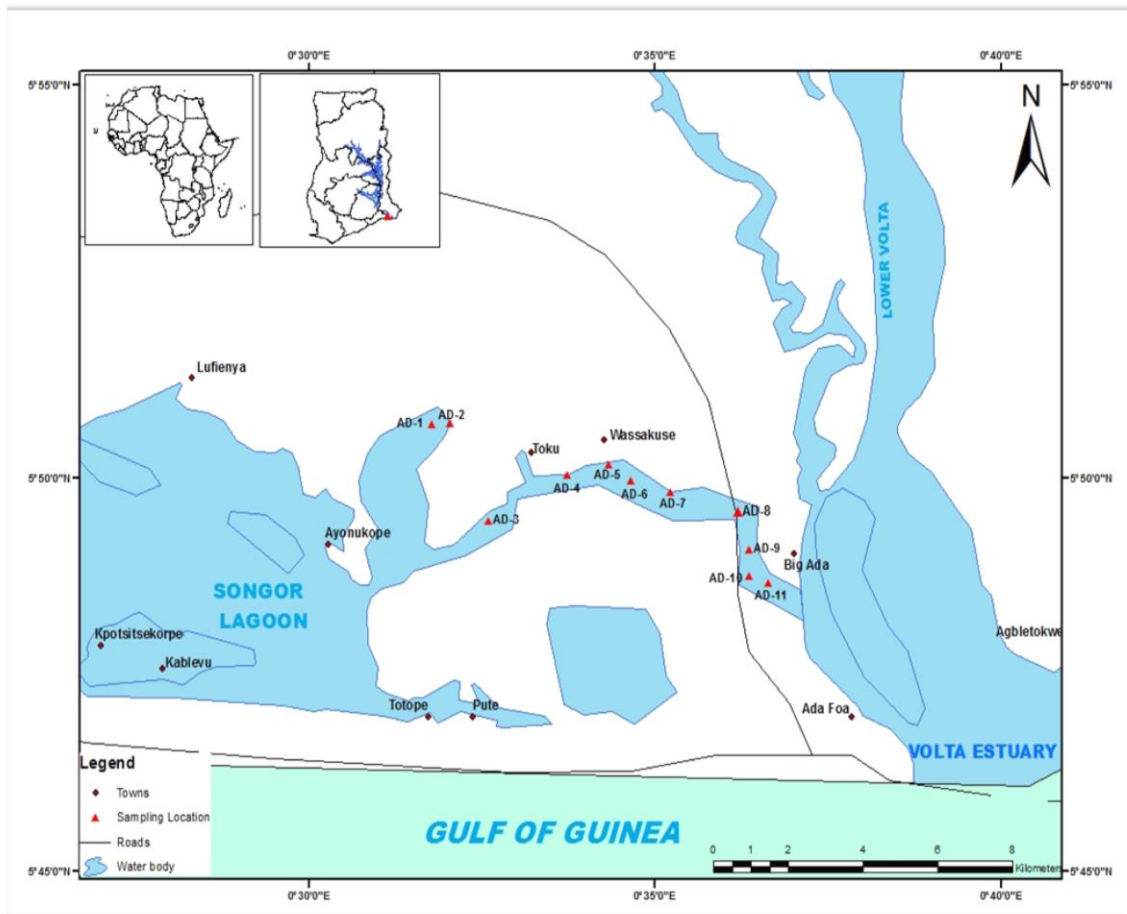 0°30'0"E
0°35'0"E
0°40'0"E
5°55'0"N
5°55'0"N
N
LOWER VOLTA
Lufienya
AD-1
AD-2
Toku
Wassakuse
AD-4
AD-5
AD-6
AD-7
AD-3
AD-8
5°50'0"N
5°50'0"N
Ayonukope
AD-9
Big Ada
AD-10
AD-11
SONGOR
LAGOON
Kpotsitsekorpe
Kablevu
Agbletokwe
Totope
Pute
Ada Foa
VOLTA ESTUARY
Legend
Towns
Sampling Location
Roads
Water body
GULF OF GUINEA
0 1 2 4 6 8
Kilometers
5°45'0"N
5°45'0"N
0°30'0"E
0°35'0"E
0°40'0"E